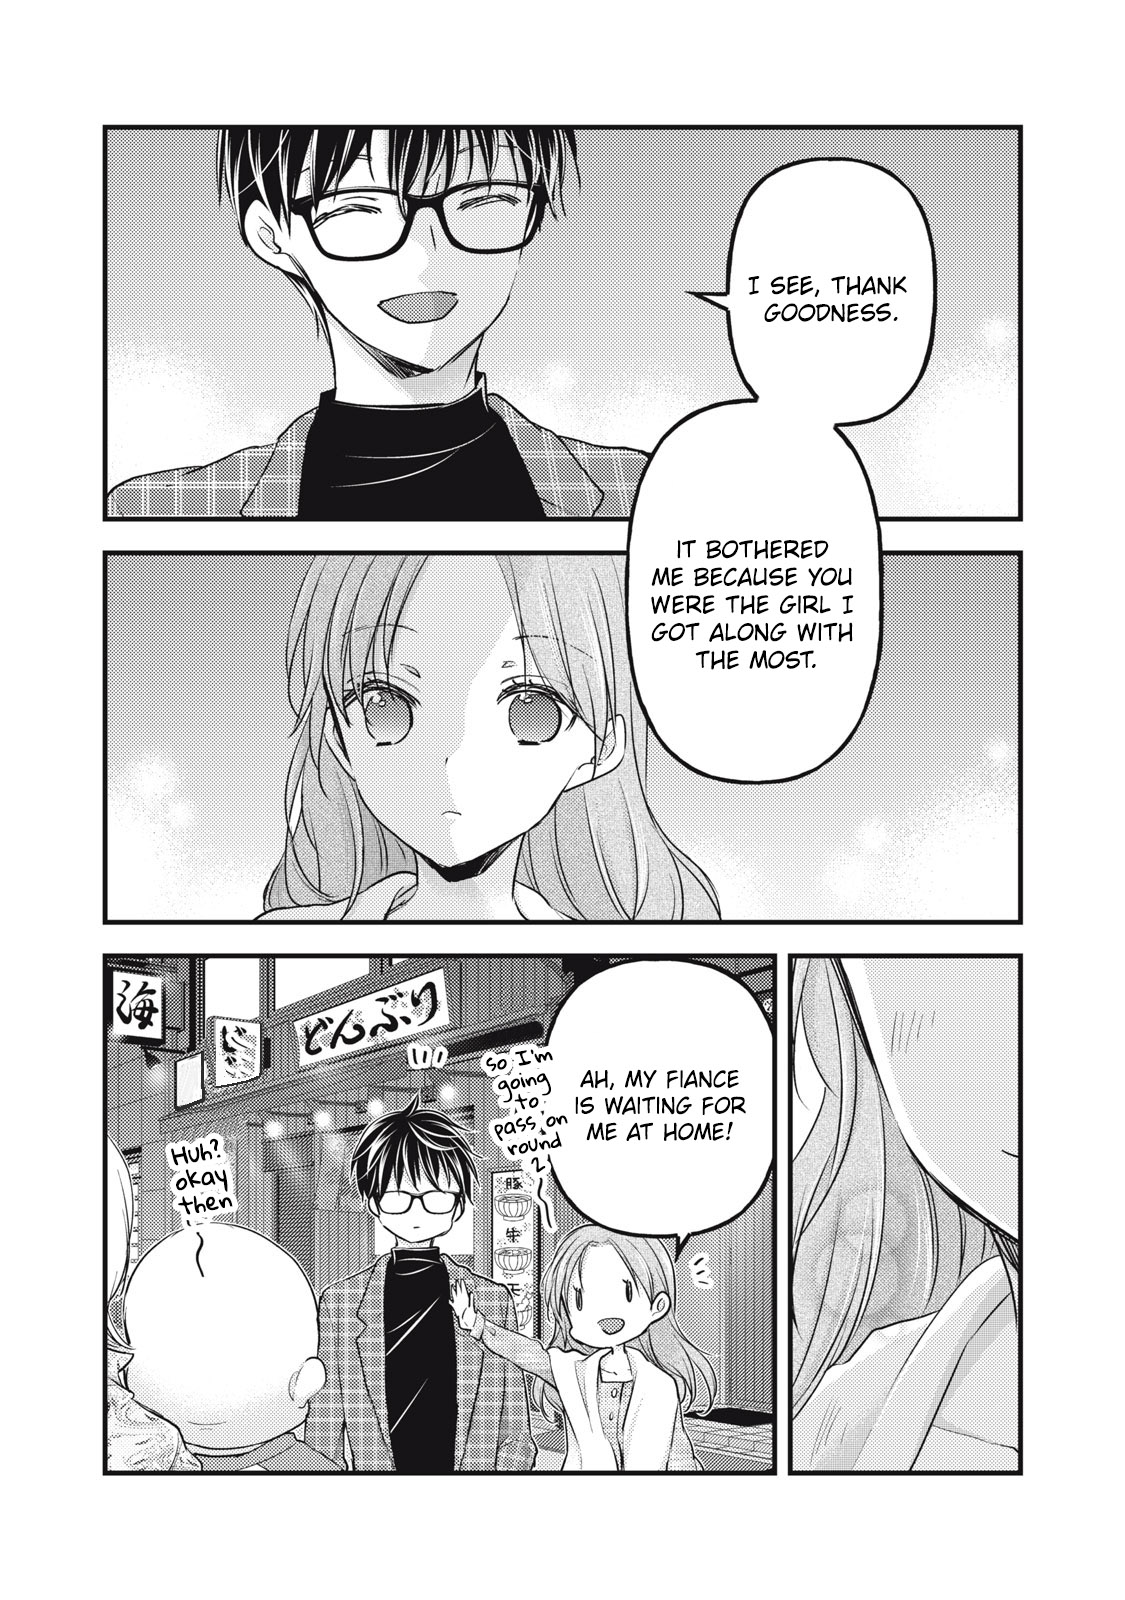 I SEE, THANK
GOODNESS.
IT BOTHERED
ME BECAUSE YOU
WERE THE GIRL I
GOT ALONG WITH
THE MOST.
AH, MY FIANCE
IS WAITING FOR
ME AT HOME!
so I'm
going
to
pass on
round
2
Huh?
okay
then
海
どんぶり
豚
牛